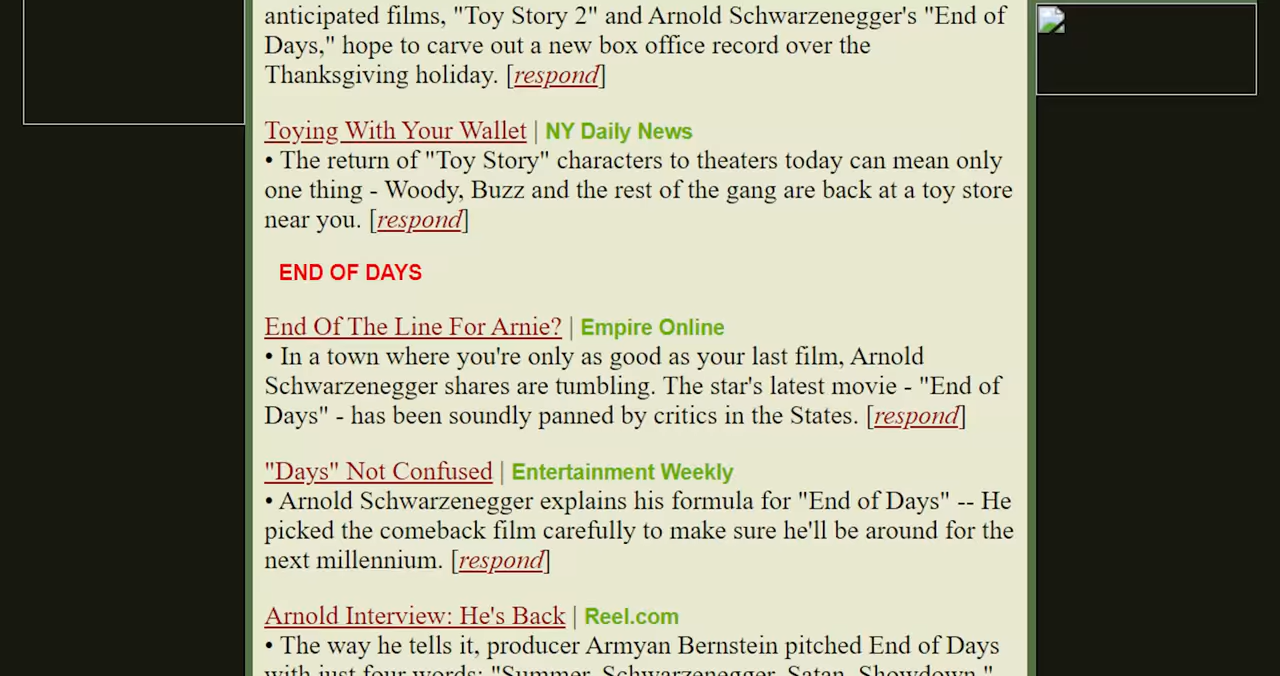 anticipated films, "Toy Story 2" and Arnold Schwarzenegger's "End of
Days," hope to carve out a new box office record over the
Thanksgiving holiday. [respond]
Toying With Your Wallet | NY Daily News
• The return of "Toy Story" characters to theaters today can mean only
one thing - Woody, Buzz and the rest of the gang are back at a toy store
near you. [respond]
END OF DAYS
End Of The Line For Arnie? | Empire Online
• In a town where you're only as good as your last film, Arnold
Schwarzenegger shares are tumbling. The star's latest movie - "End of
Days" - has been soundly panned by critics in the States. [respond]
"Days" Not Confused | Entertainment Weekly
• Arnold Schwarzenegger explains his formula for "End of Days" -- He
picked the comeback film carefully to make sure he'll be around for the
next millennium. [respond]
Arnold Interview: He's Back | Reel.com
• The way he tells it, producer Armyan Bernstein pitched End of Days
with just four words: "Summer, Schwarzenegger, Satan, Showdown."